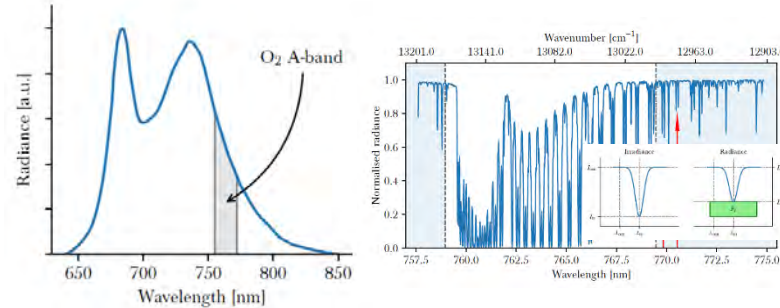 O₂ A-band
Radiance [a.u.]
650 700 750 800 850
Wavelength [nm]
Wavenumber [cm⁻¹]
13201.0 13141.0 13082.0 13022.0 12963.0 12903.0
Normalised radiance
1.0
0.8
0.6
0.4
0.2
0.0
Irradiance Radiance
757.5 760.0 762.5 765.0 767.5 770.0 772.5 775.0
Wavelength [nm]